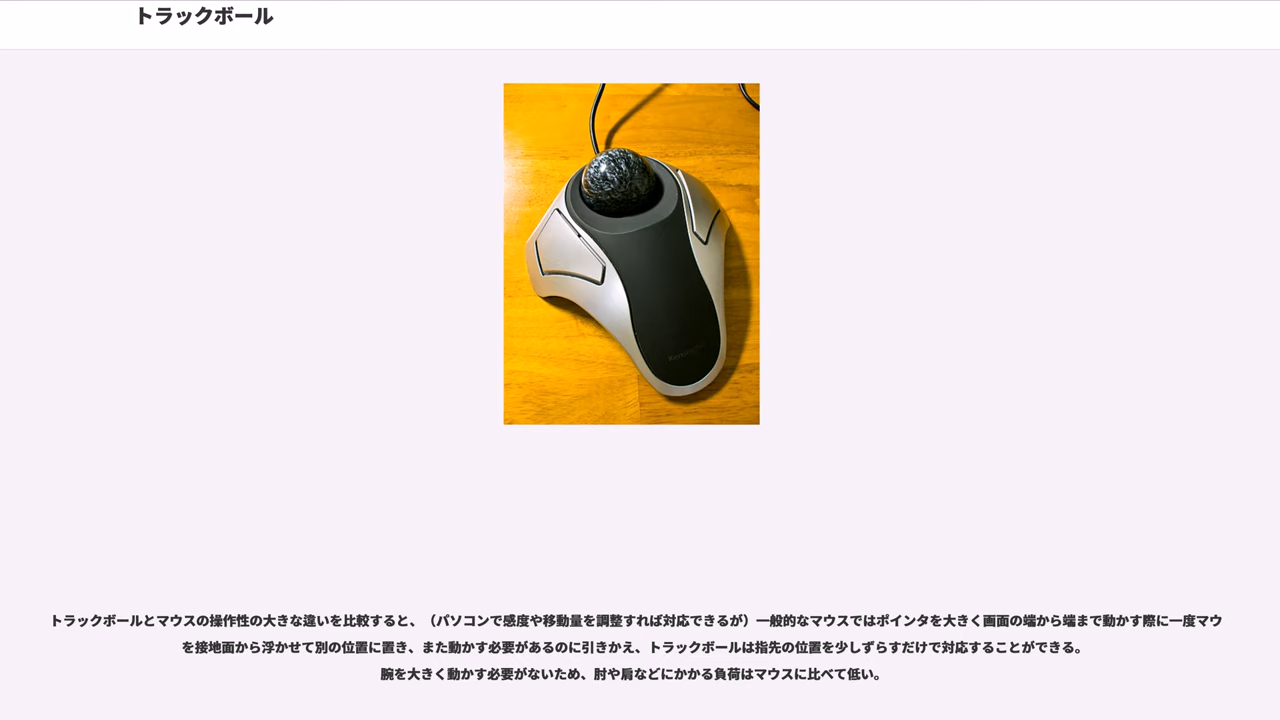 トラックボール
Kensington
トラックボールとマウスの操作性の大きな違いを比較すると、（パソコンで感度や移動量を調整すれば対応できるが）一般的なマウスではポインタを大きく画面の端から端まで動かす際に一度マウ
を接地面から浮かせて別の位置に置き、また動かす必要があるのに引きかえ、トラックボールは指先の位置を少しずらすだけで対応することができる。
腕を大きく動かす必要がないため、肘や肩などにかかる負荷はマウスに比べて低い。